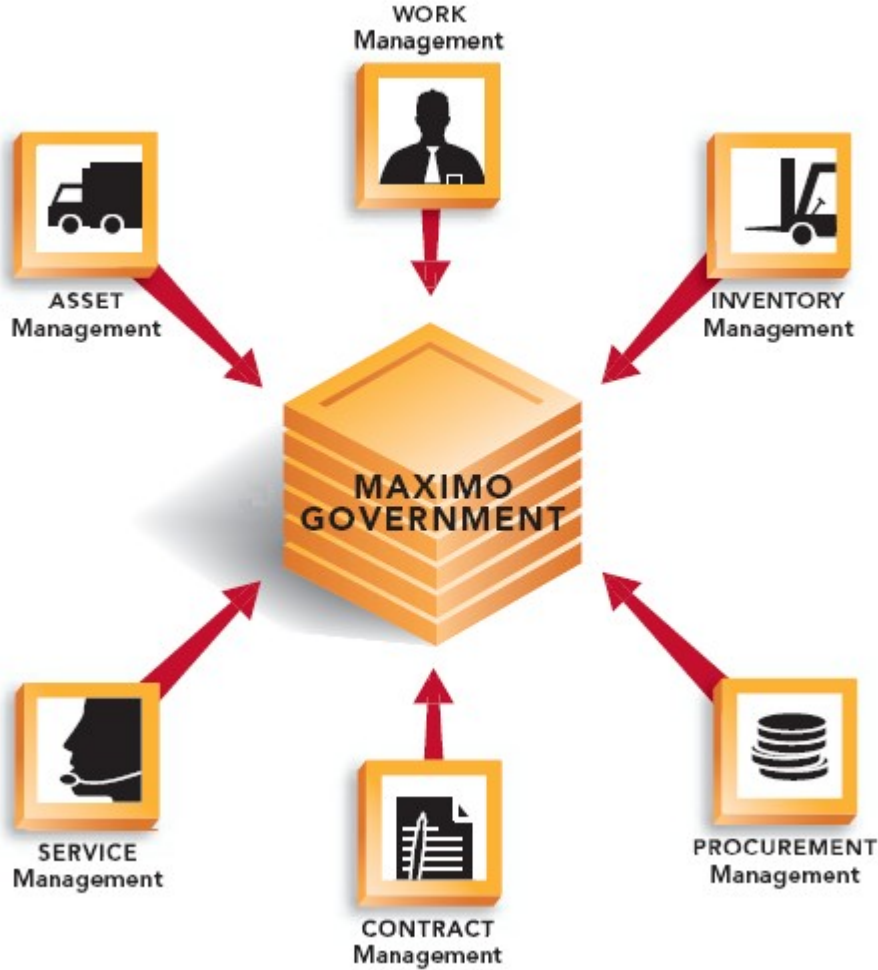 WORK
Management
ASSET
Management
INVENTORY
Management
MAXIMO
GOVERNMENT
SERVICE
Management
PROCUREMENT
Management
CONTRACT
Management